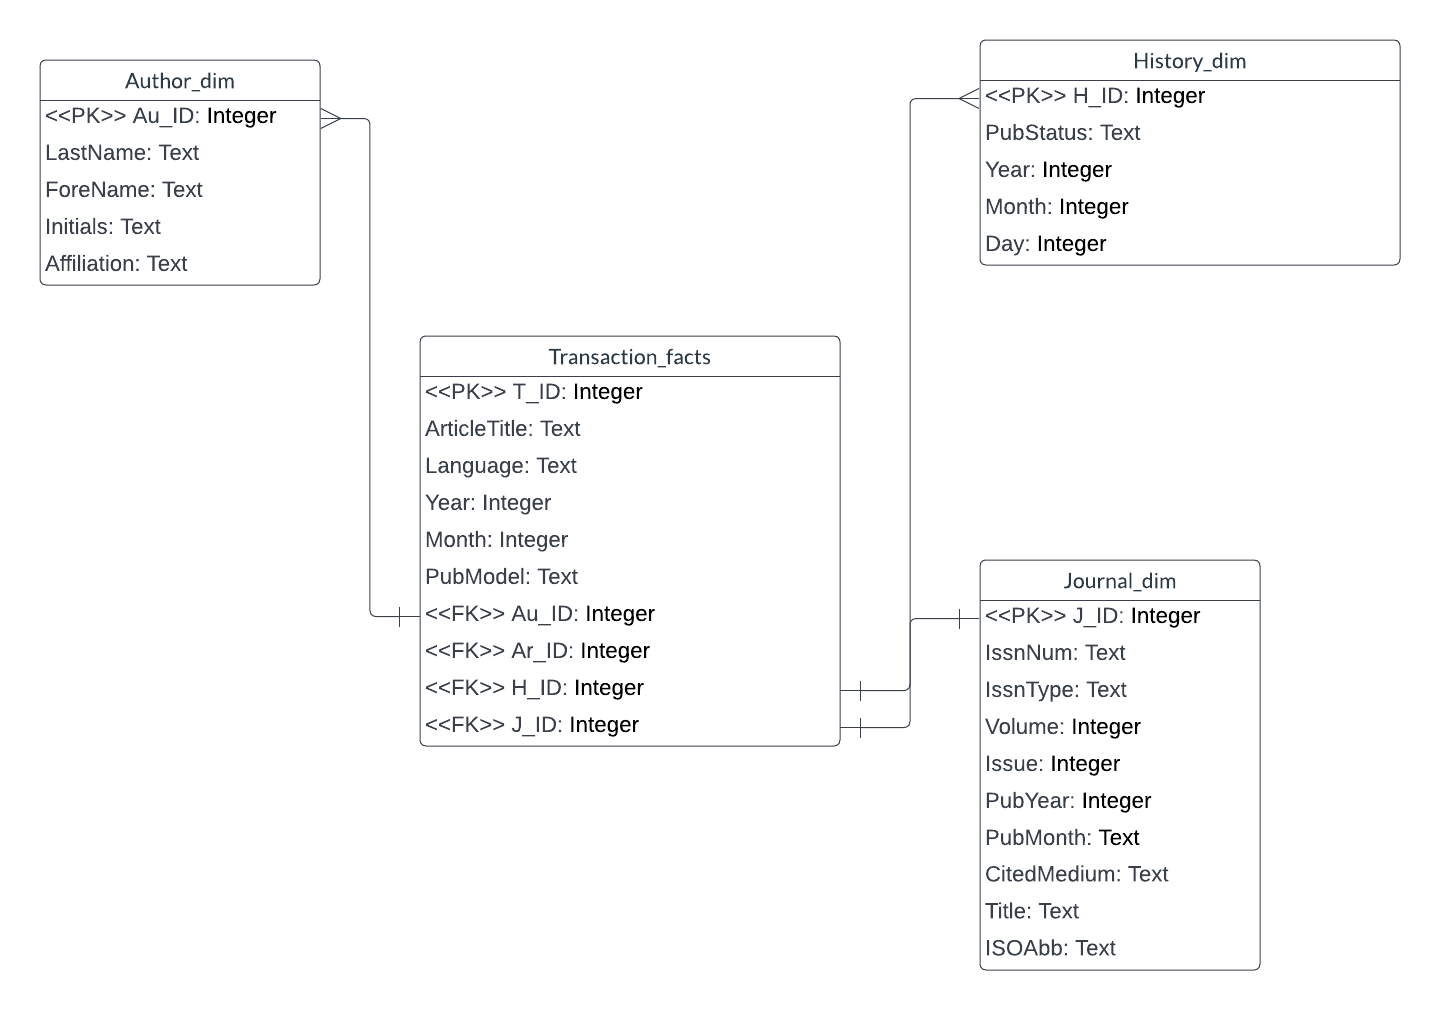 Author_dim
<<PK>> Au_ID: Integer
LastName: Text
ForeName: Text
Initials: Text
Affiliation: Text
History_dim
<<PK>> H_ID: Integer
PubStatus: Text
Year: Integer
Month: Integer
Day: Integer
Transaction_facts
<<PK>> T_ID: Integer
ArticleTitle: Text
Language: Text
Year: Integer
Month: Integer
PubModel: Text
<<FK>> Au_ID: Integer
<<FK>> Ar_ID: Integer
<<FK>> H_ID: Integer
<<FK>> J_ID: Integer
Journal_dim
<<PK>> J_ID: Integer
IssnNum: Text
IssnType: Text
Volume: Integer
Issue: Integer
PubYear: Integer
PubMonth: Text
CitedMedium: Text
Title: Text
ISOAbb: Text